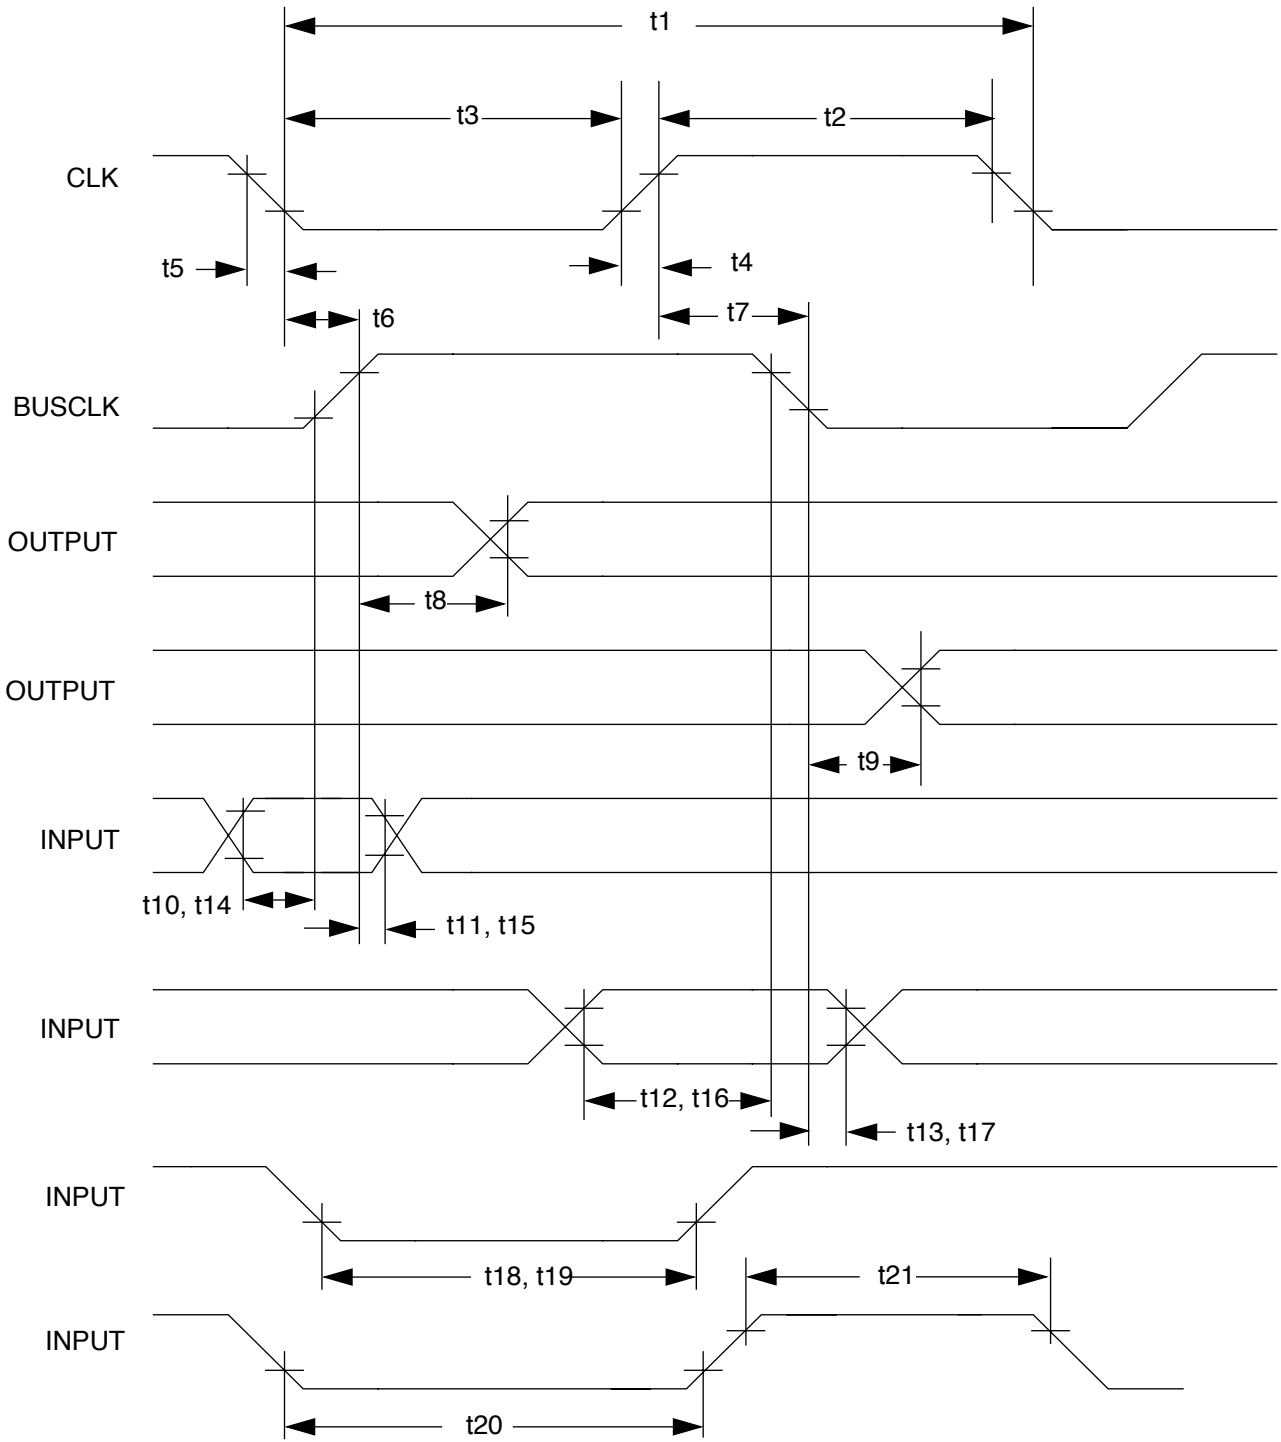 t1
t3
t2
CLK
t5
t4
t6
t7
BUSCLK
OUTPUT
t8
OUTPUT
t9
INPUT
t10, t14
t11, t15
INPUT
t12, t16
t13, t17
INPUT
t18, t19
t21
INPUT
t20